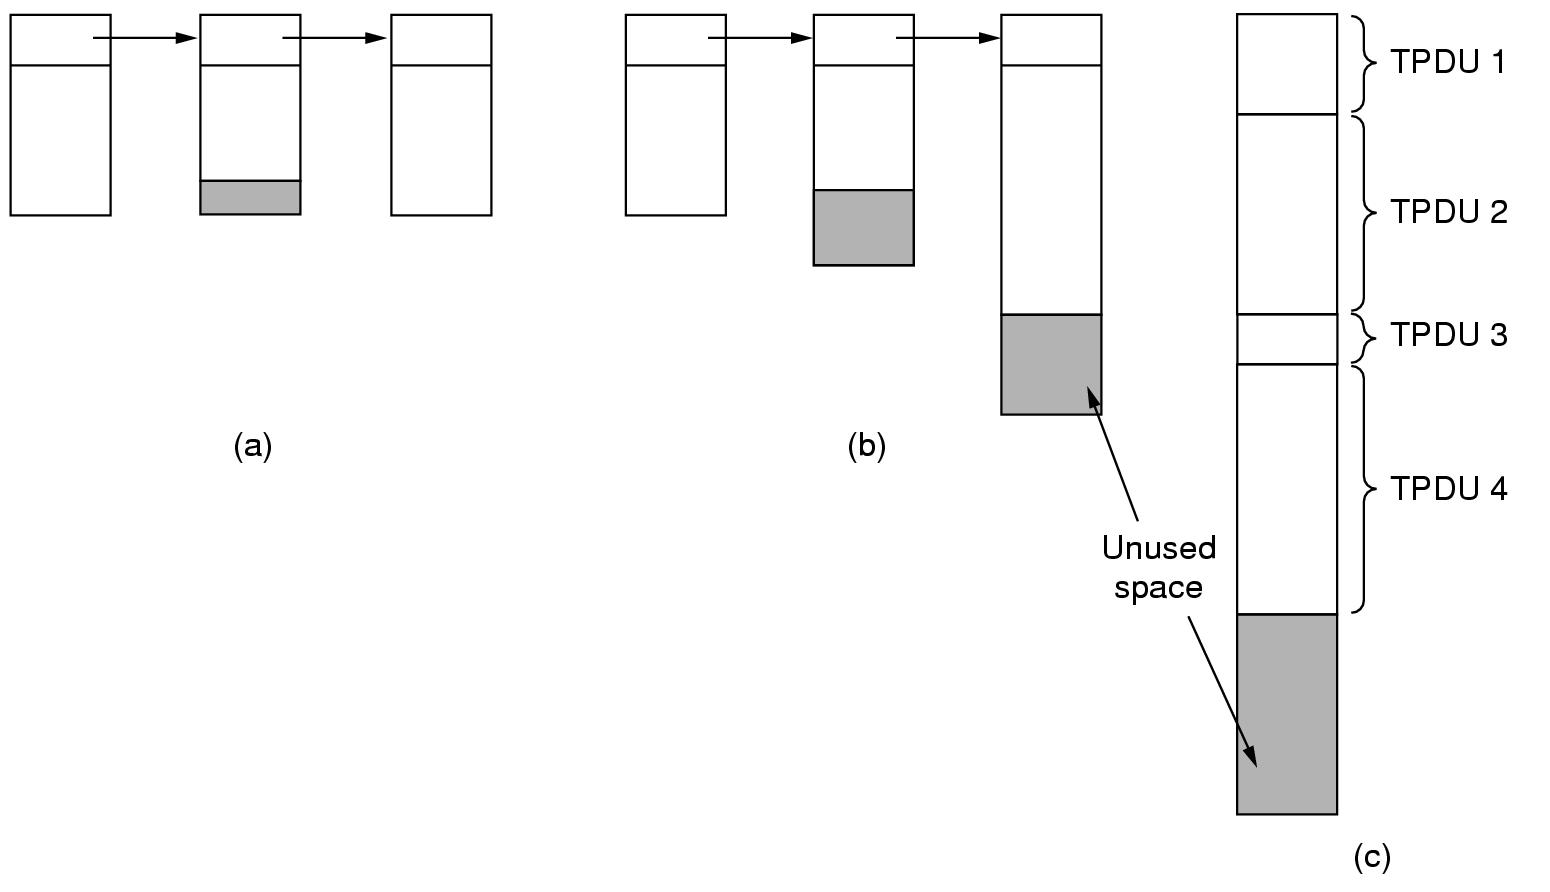 TPDU 1
TPDU 2
TPDU 3
(a)
(b)
TPDU 4
Unused
space
(c)